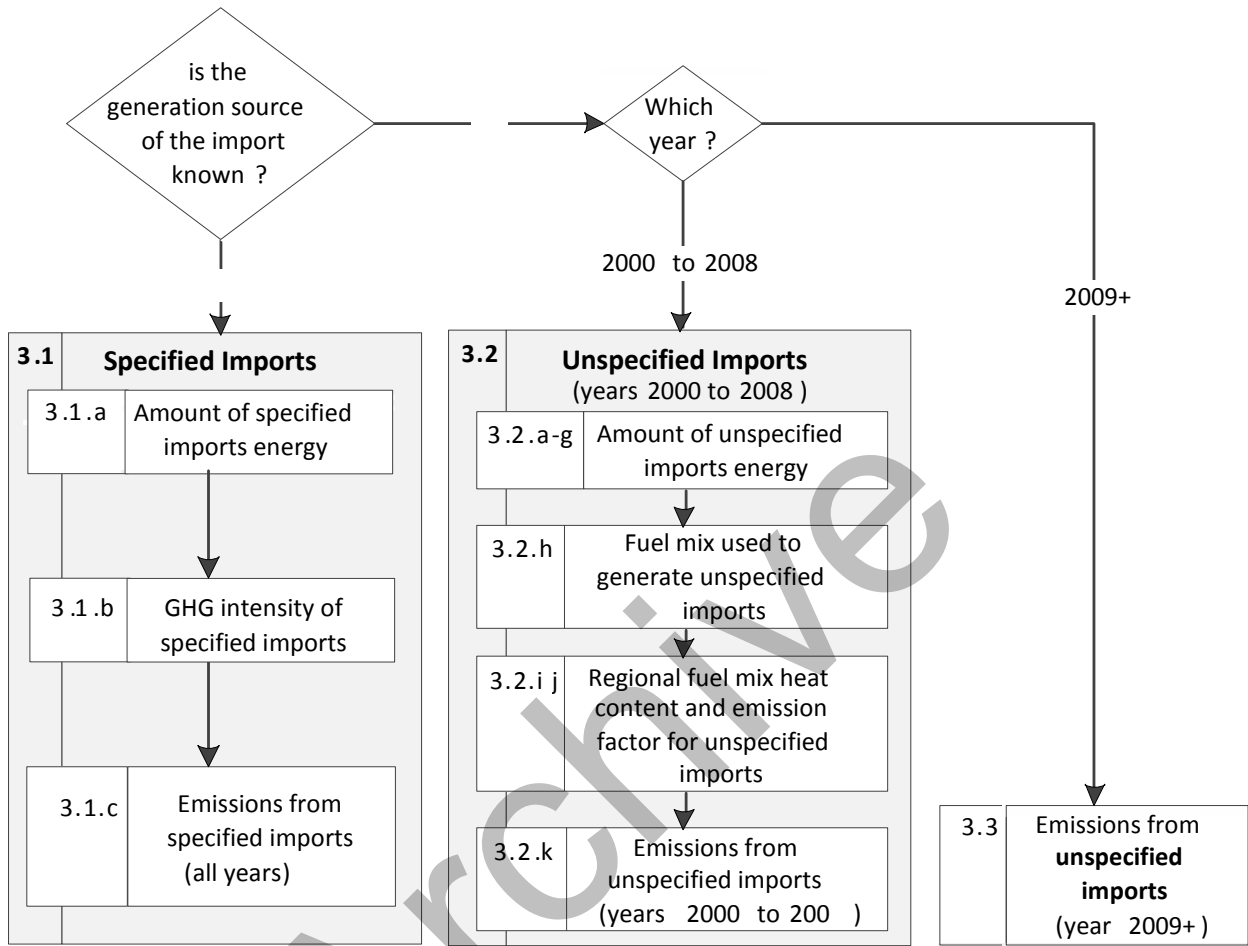 is the
generation source
of the import
known ?
Which
year ?
2000 to 2008
2009+
3.1 Specified Imports
3.1.a Amount of specified
imports energy
3.1.b GHG intensity of
specified imports
3.1.c Emissions from
specified imports
(all years)
3.2 Unspecified Imports
(years 2000 to 2008 )
3.2.a-g Amount of unspecified
imports energy
3.2.h Fuel mix used to
generate unspecified
imports
3.2.i j Regional fuel mix heat
content and emission
factor for unspecified
imports
3.2.k Emissions from
unspecified imports
(years 2000 to 200 )
3.3 Emissions from
unspecified
imports
(year 2009+ )
Archive